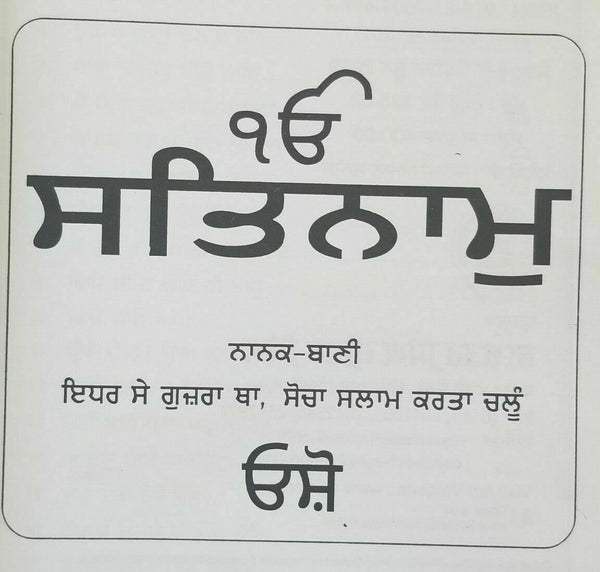 ੴ
ਸਤਿਨਾਮੁ
ਨਾਨਕ-ਬਾਣੀ
ਇਧਰ ਸੇ ਗੁਜ਼ਰਾ ਥਾ, ਸੋਚਾ ਸਲਾਮ ਕਰਤਾ ਚਲੂੰ
ਓਸ਼ੋ